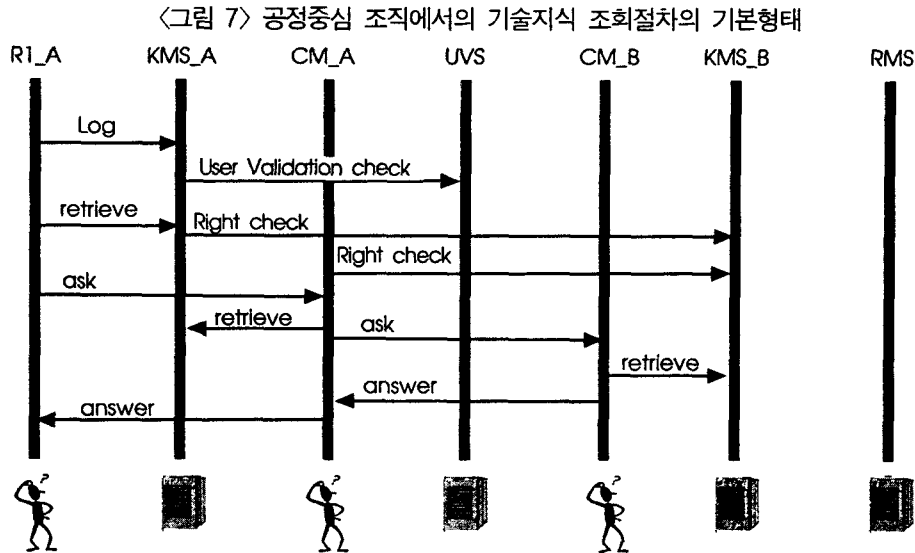 〈그림 7〉 공정중심 조직에서의 기술지식 조회절차의 기본형태
R1_A KMS_A CM_A UVS CM_B KMS_B RMS
Log
User Validation check
retrieve
Right check
Right check
ask
retrieve
ask
retrieve
answer
answer
? ? ?